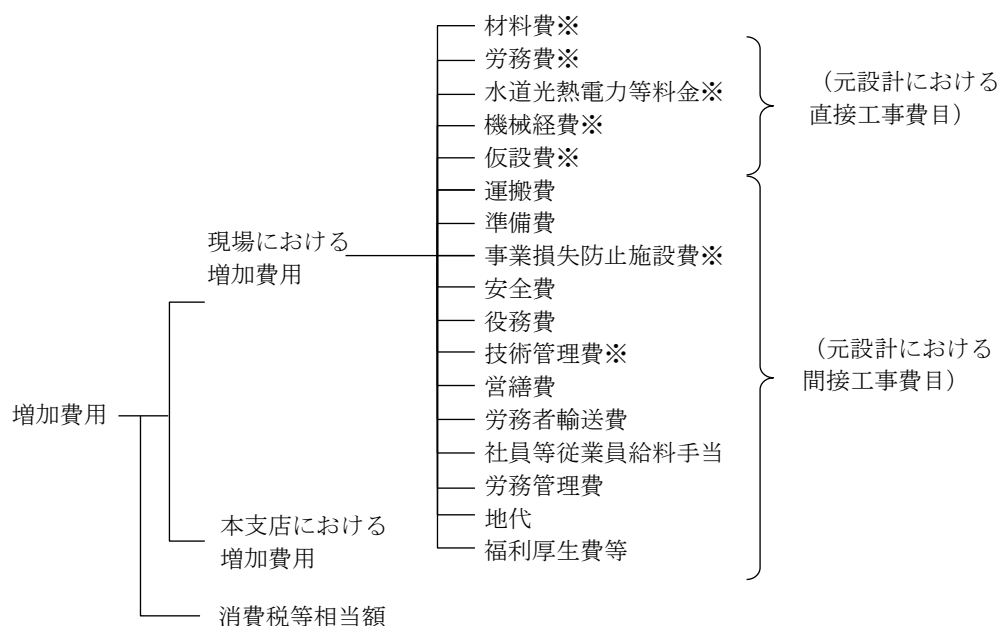 材料費※
労務費※
水道光熱電力等料金※
機械経費※
仮設費※
(元設計における
直接工事費目)
運搬費
準備費
事業損失防止施設費※
安全費
役務費
技術管理費※
営繕費
労務者輸送費
社員等従業員給料手当
労務管理費
地代
福利厚生費等
(元設計における
間接工事費目)
現場における
増加費用
増加費用
本支店における
増加費用
消費税等相当額